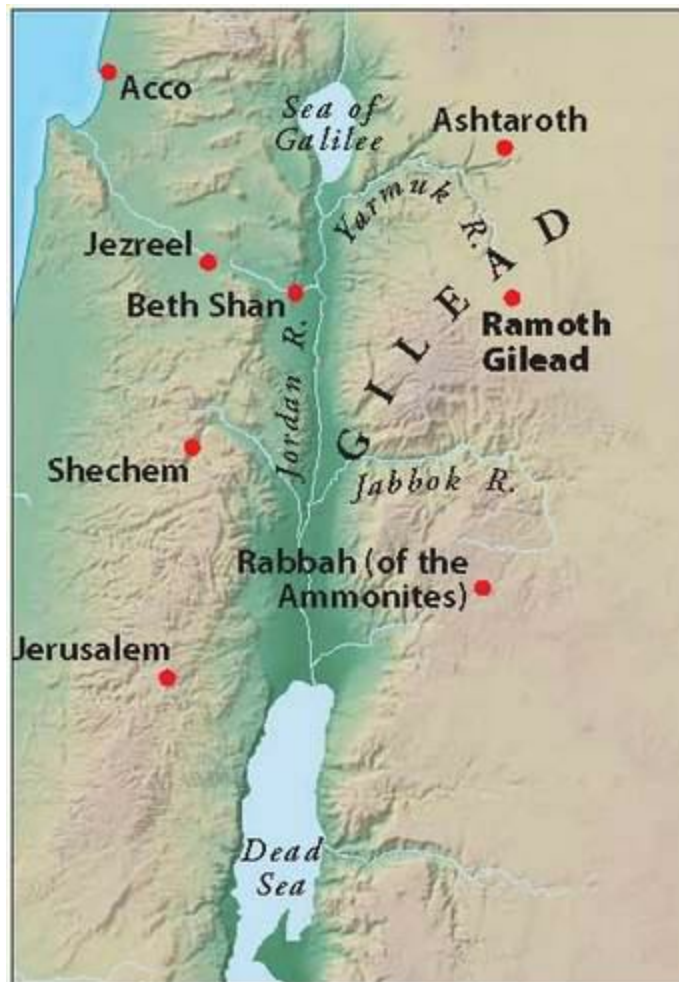 Acco
Sea of
Galilee
Ashtaroth
Yarmuk R.
Jezreel
GILEAD
Beth Shan
Ramoth
Gilead
Jordan R.
Shechem
Jabbok R.
Rabbah (of the
Ammonites)
Jerusalem
Dead
Sea